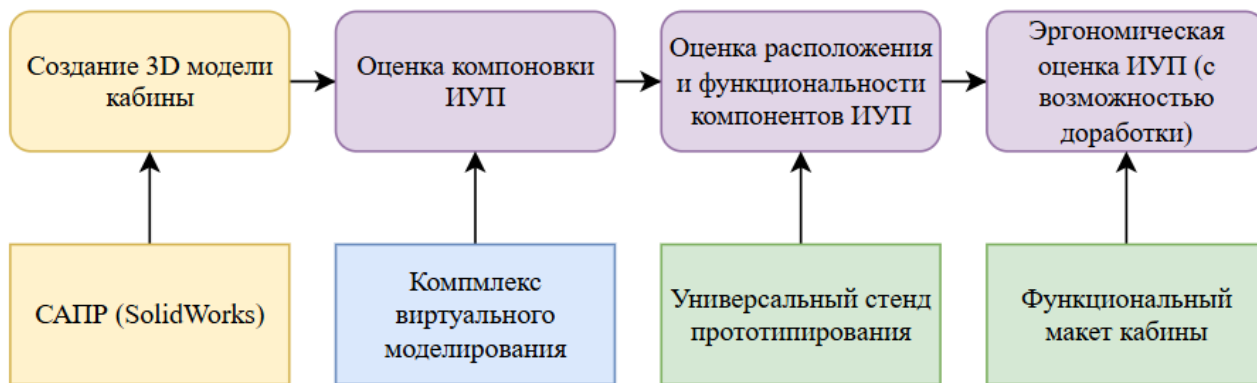 Создание 3D модели
кабины
Оценка компоновки
ИУП
Оценка расположения
и функциональности
компонентов ИУП
Эргономическая
оценка ИУП (с
возможностью
доработки)
САПР (SolidWorks)
Компмлекс
виртуального
моделирования
Универсальный стенд
прототипирования
Функциональный
макет кабины